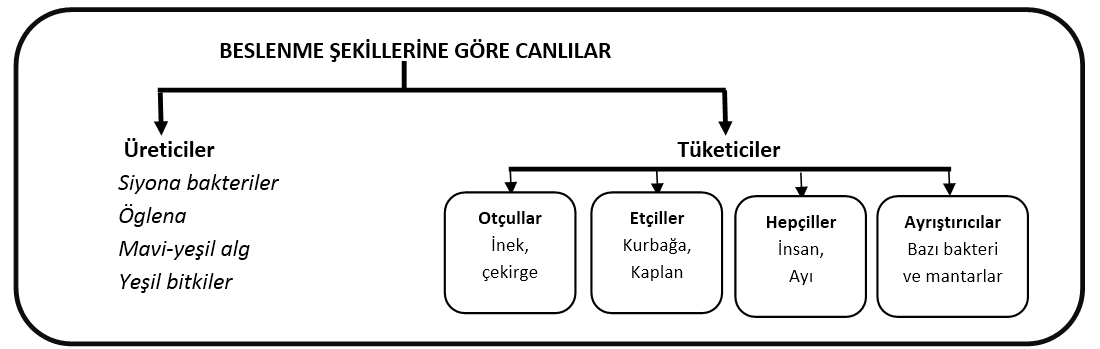 BESLENME ŞEKİLLERİNE GÖRE CANLILAR
Üreticiler
Siyona bakteriler
Öglena
Mavi-yeşil alg
Yeşil bitkiler
Tüketiciler
Otçullar
İnek,
çekirge
Etçiller
Kurbağa,
Kaplan
Hepçiller
İnsan,
Ayı
Ayrıştırıcılar
Bazı bakteri
ve mantarlar